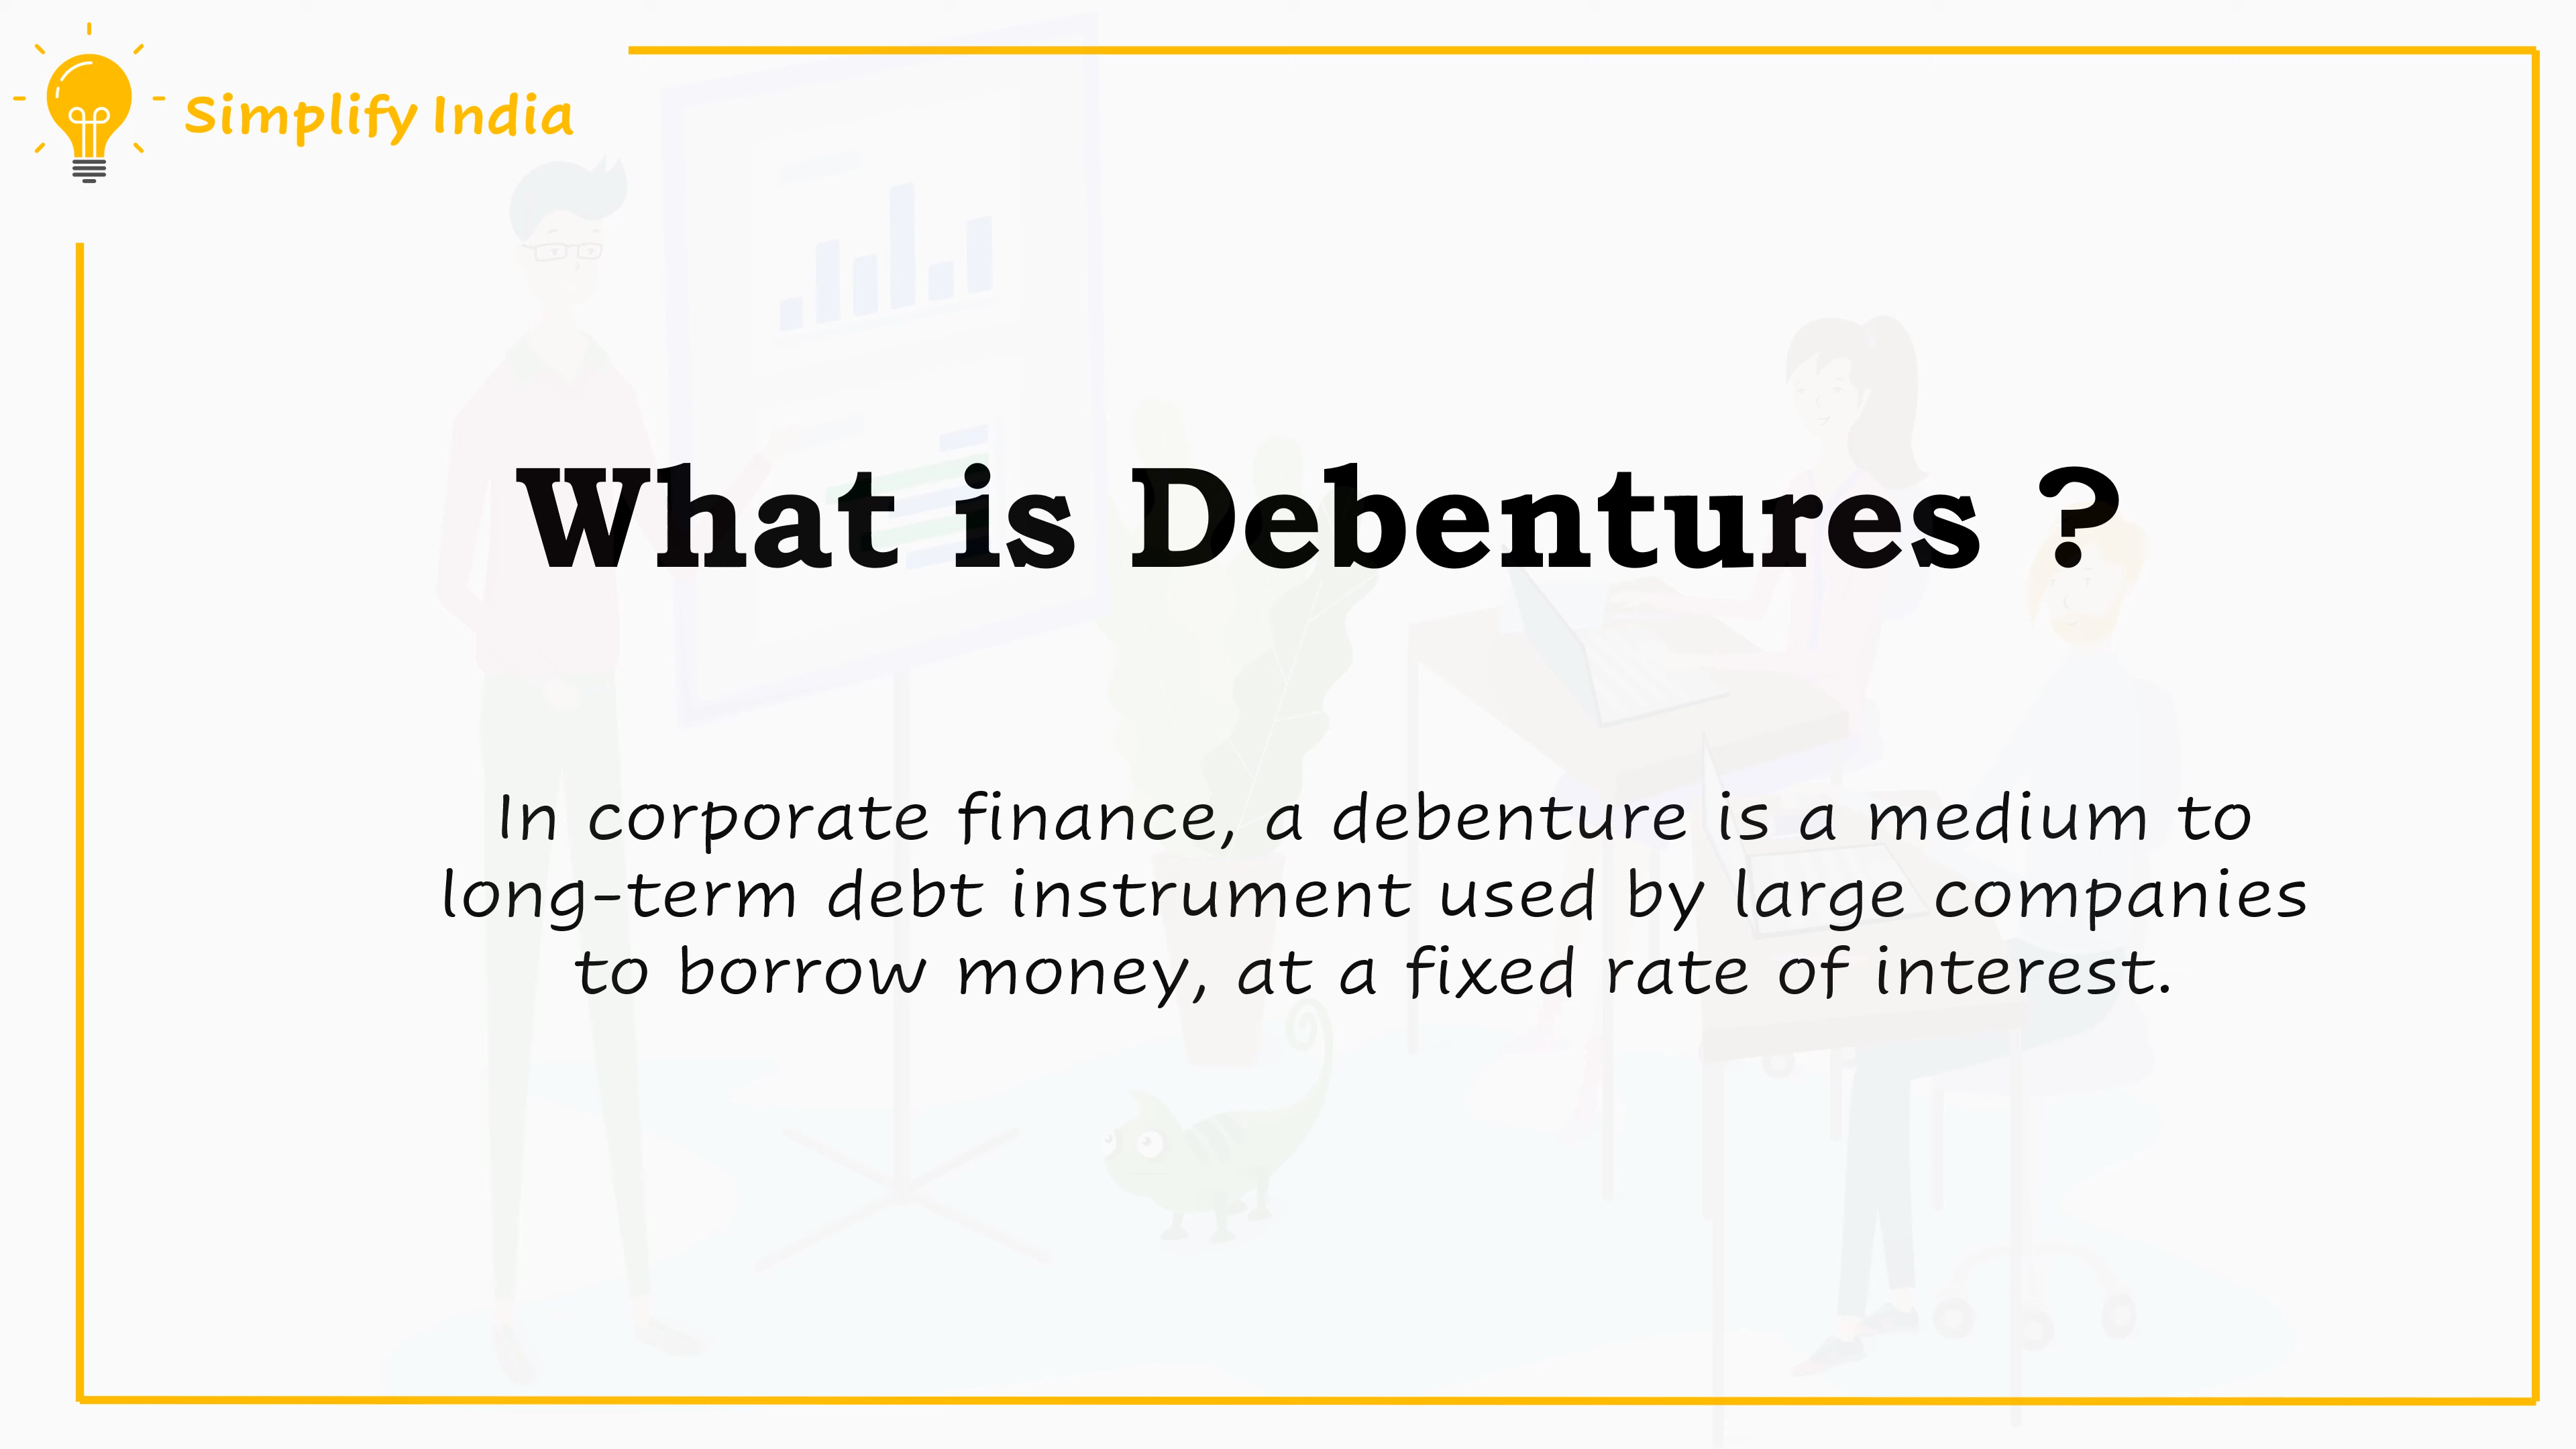 Simplify India
What is Debentures ?
In corporate finance, a debenture is a medium to
long-term debt instrument used by large companies
to borrow money, at a fixed rate of interest.